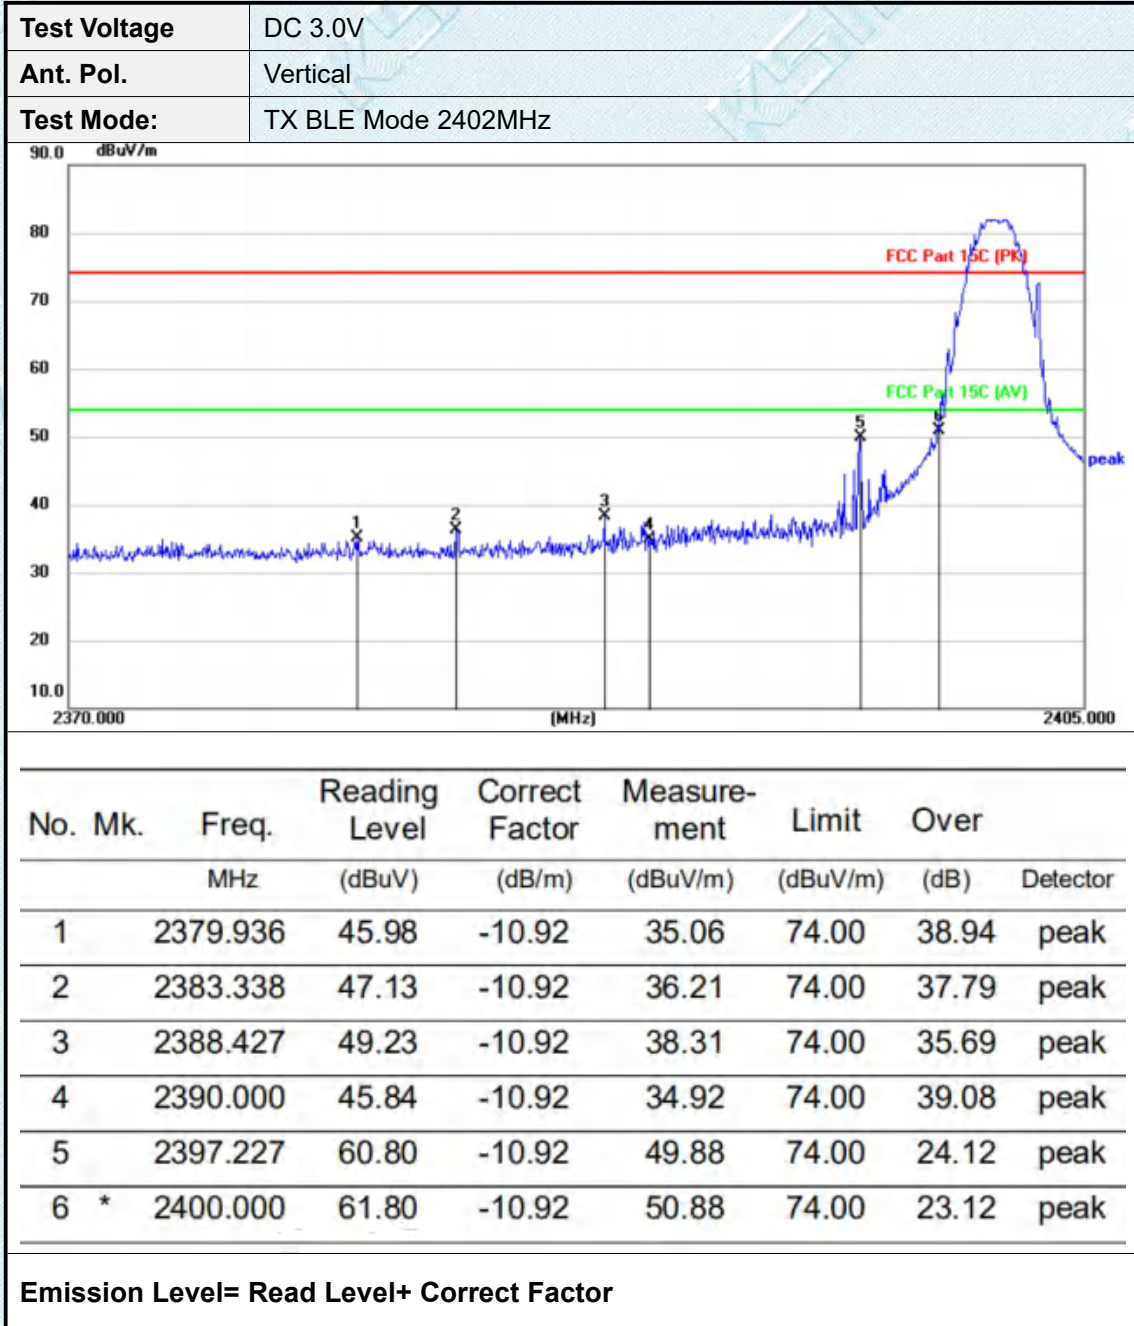 Test Voltage DC 3.0V
Ant. Pol. Vertical
Test Mode: TX BLE Mode 2402MHz
90.0 dBuV/m
80
FCC Part 15C (PK)
70
60
FCC Part 15C (AV)
50
5
6
peak
40
1
2
3
4
30
20
10.0
2370.000 (MHz) 2405.000
No. Mk. Freq. Reading Level Correct Factor Measure-ment Limit Over
MHz (dBuV) (dB/m) (dBuV/m) (dBuV/m) (dB) Detector
1 2379.936 45.98 -10.92 35.06 74.00 38.94 peak
2 2383.338 47.13 -10.92 36.21 74.00 37.79 peak
3 2388.427 49.23 -10.92 38.31 74.00 35.69 peak
4 2390.000 45.84 -10.92 34.92 74.00 39.08 peak
5 2397.227 60.80 -10.92 49.88 74.00 24.12 peak
6 * 2400.000 61.80 -10.92 50.88 74.00 23.12 peak
Emission Level= Read Level+ Correct Factor